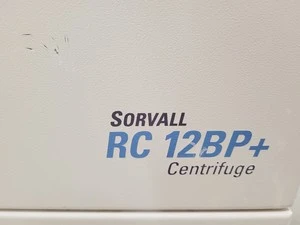 SORVALL
RC 12BP+
Centrifuge